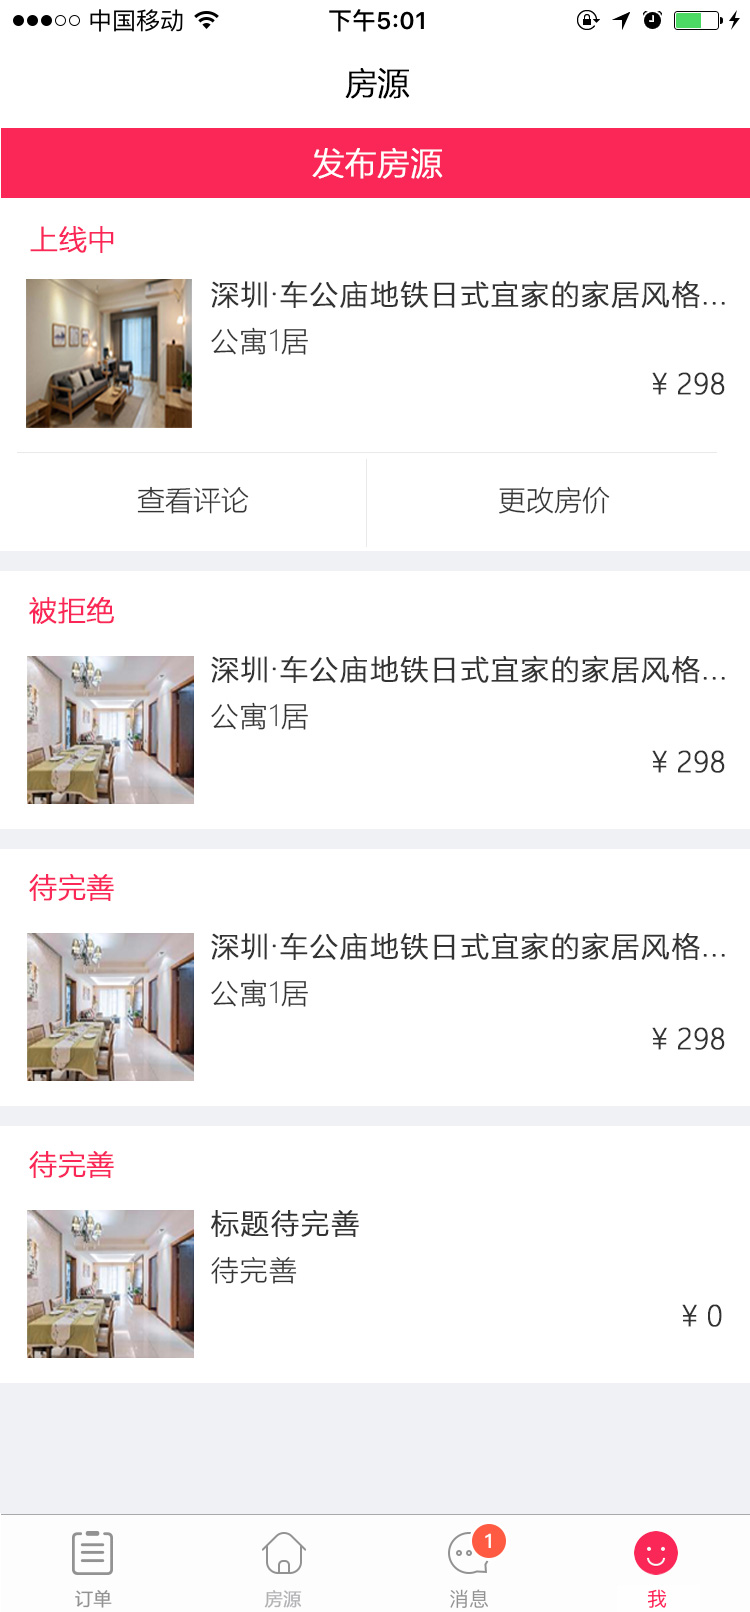 中国移动 下午5:01
房源
发布房源
上线中
深圳·车公庙地铁日式宜家的家居风格...
公寓1居
¥ 298
查看评论 更改房价
被拒绝
深圳·车公庙地铁日式宜家的家居风格...
公寓1居
¥ 298
待完善
深圳·车公庙地铁日式宜家的家居风格...
公寓1居
¥ 298
待完善
标题待完善
待完善
¥ 0
1
订单 房源 消息 我